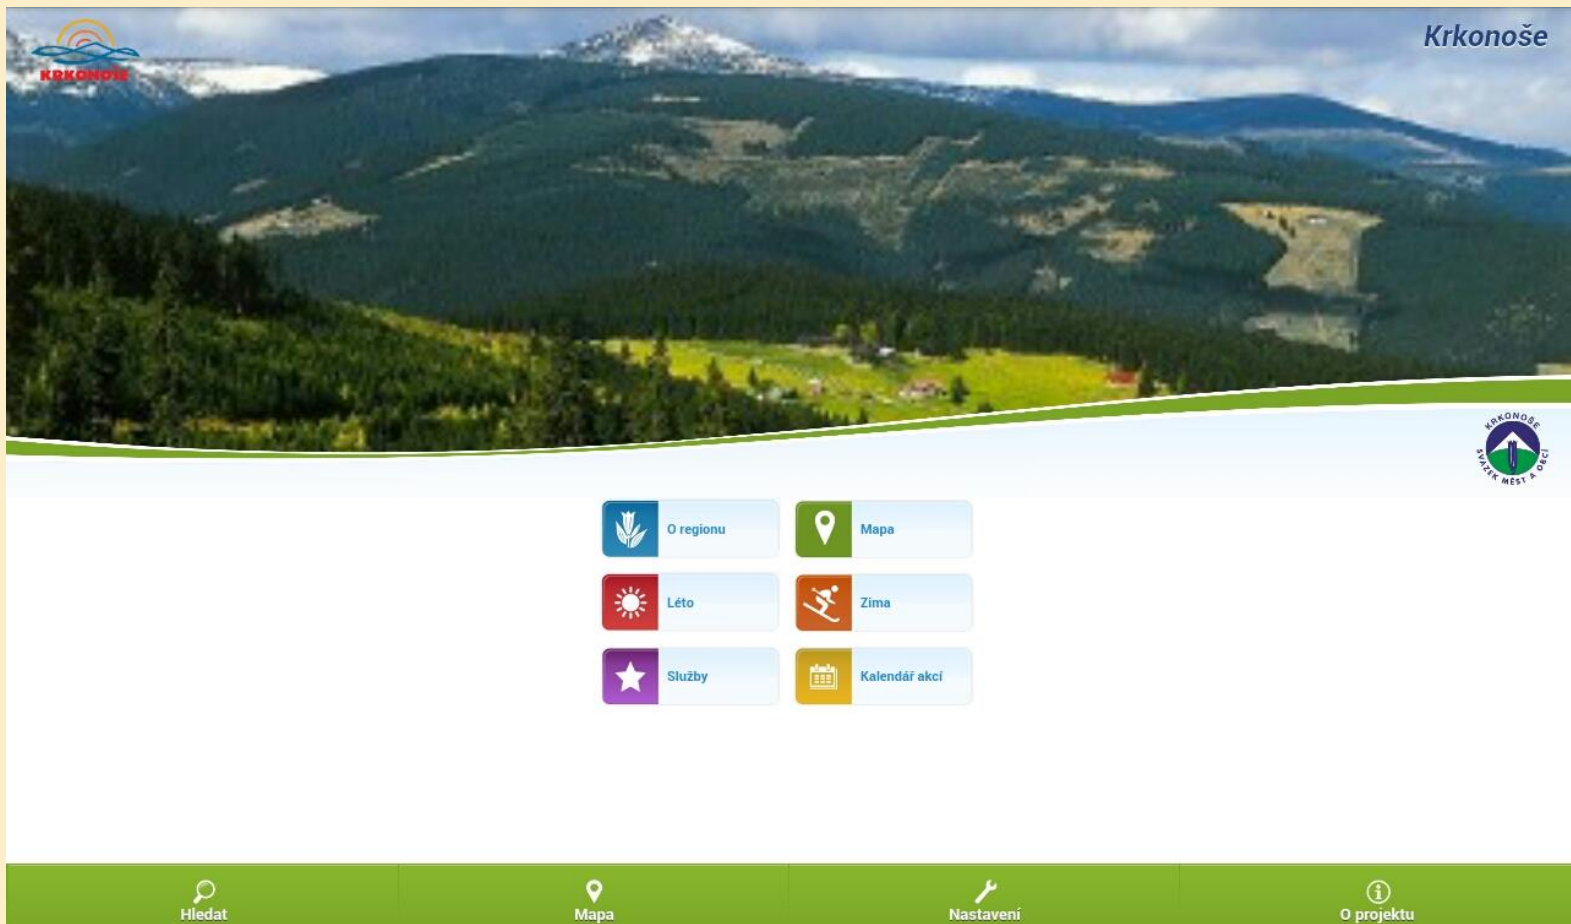 KRKONOŠE
Krkonoše
KRKONOŠE
SVAZEK MĚST A OBCÍ
O regionu
Mapa
Léto
Zima
Služby
Kalendář akcí
Hledat
Mapa
Nastavení
O projektu